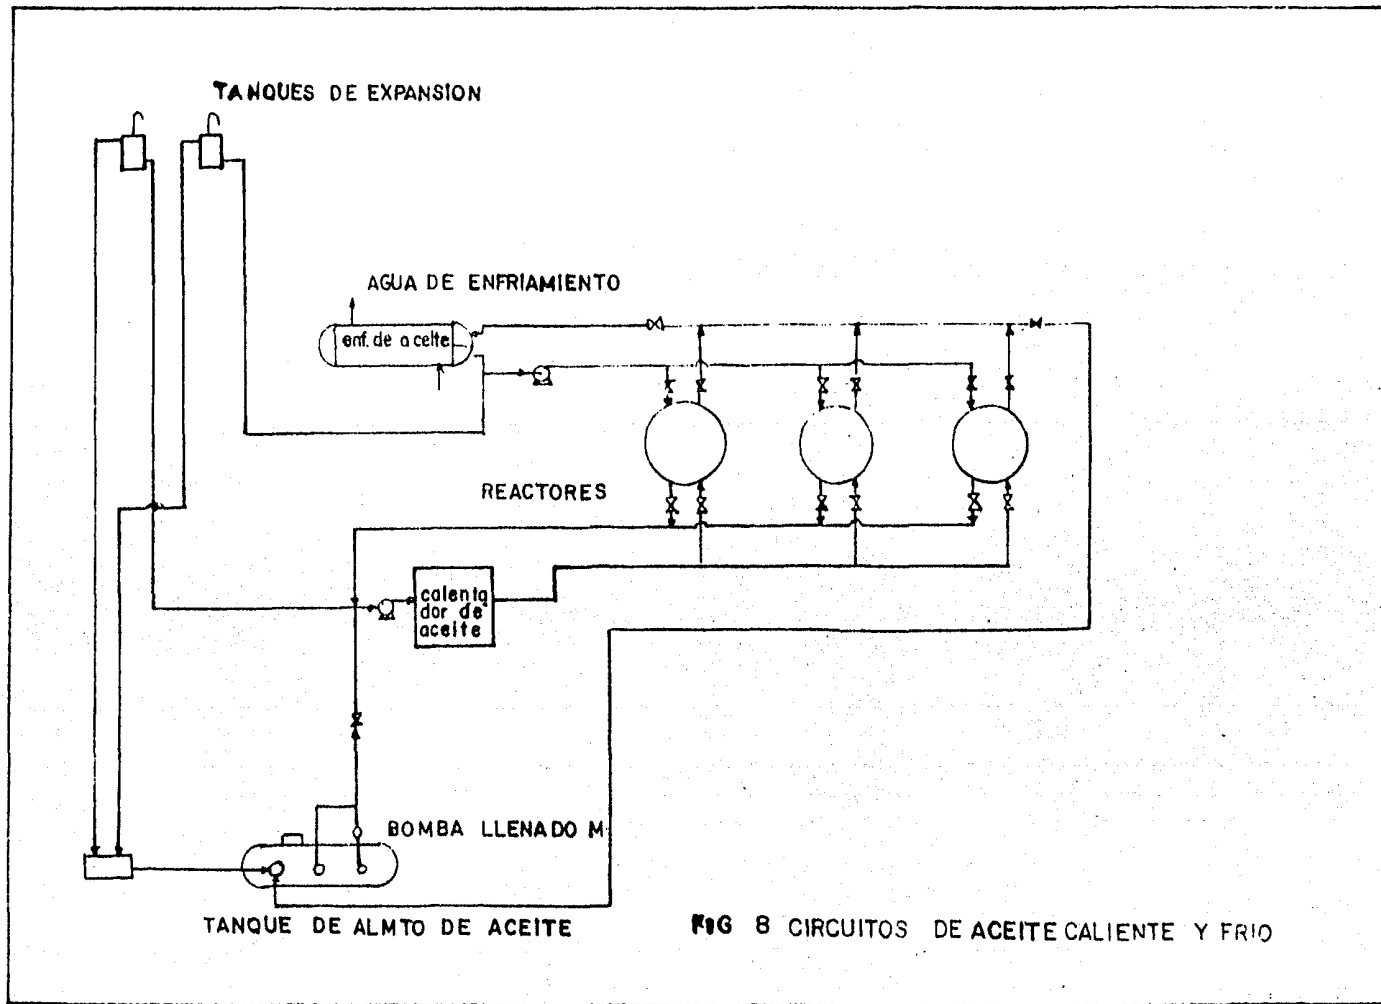 TANQUES DE EXPANSION
AGUA DE ENFRIAMIENTO
enf. de aceite
REACTORES
calenta
dor de
aceite
BOMBA LLENADO M
TANQUE DE ALMTO DE ACEITE
FIG 8 CIRCUITOS DE ACEITE CALIENTE Y FRIO